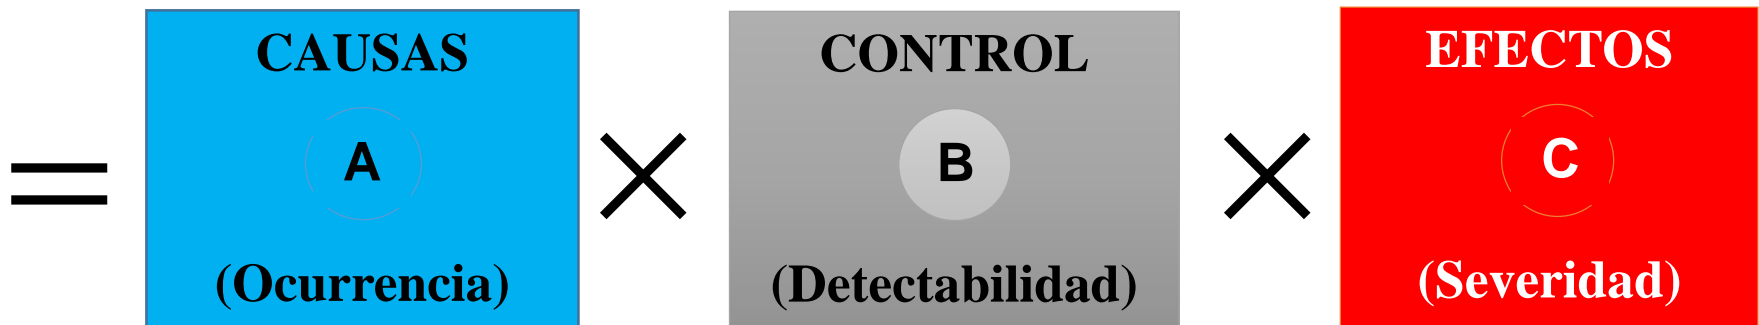 =
CAUSAS
A
(Ocurrencia)
×
CONTROL
B
(Detectabilidad)
×
EFECTOS
C
(Severidad)